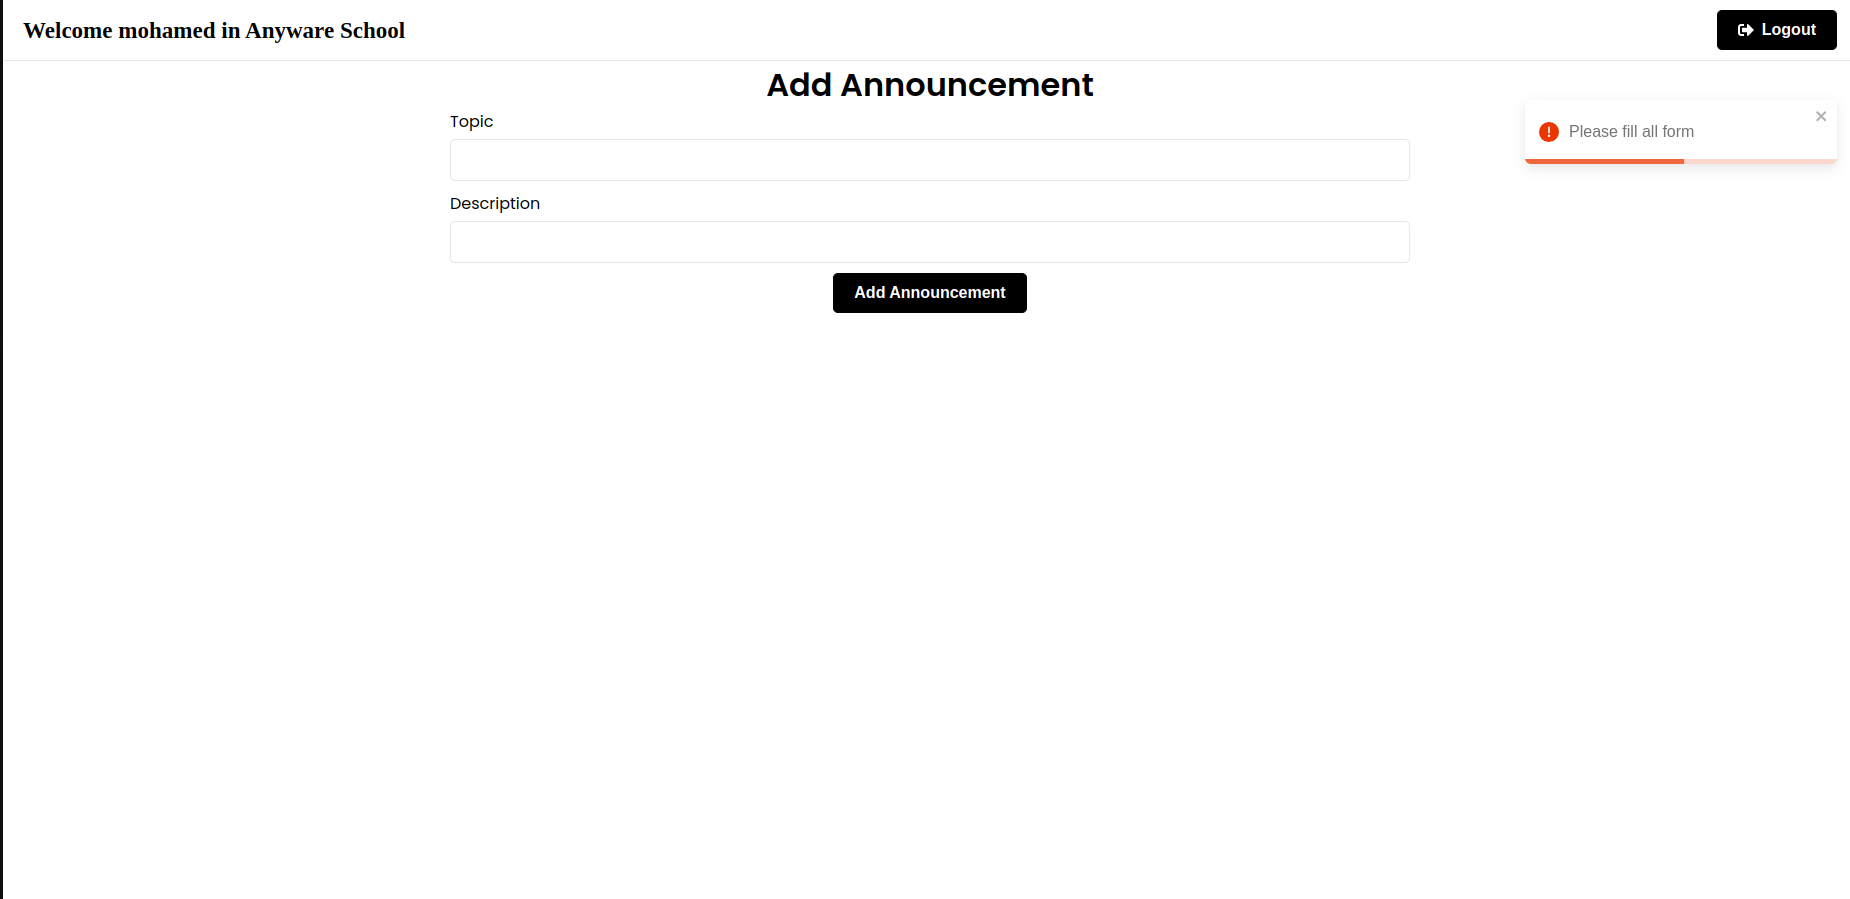 Welcome mohamed in Anyware School
Logout
Add Announcement
Topic
Please fill all form
Description
Add Announcement